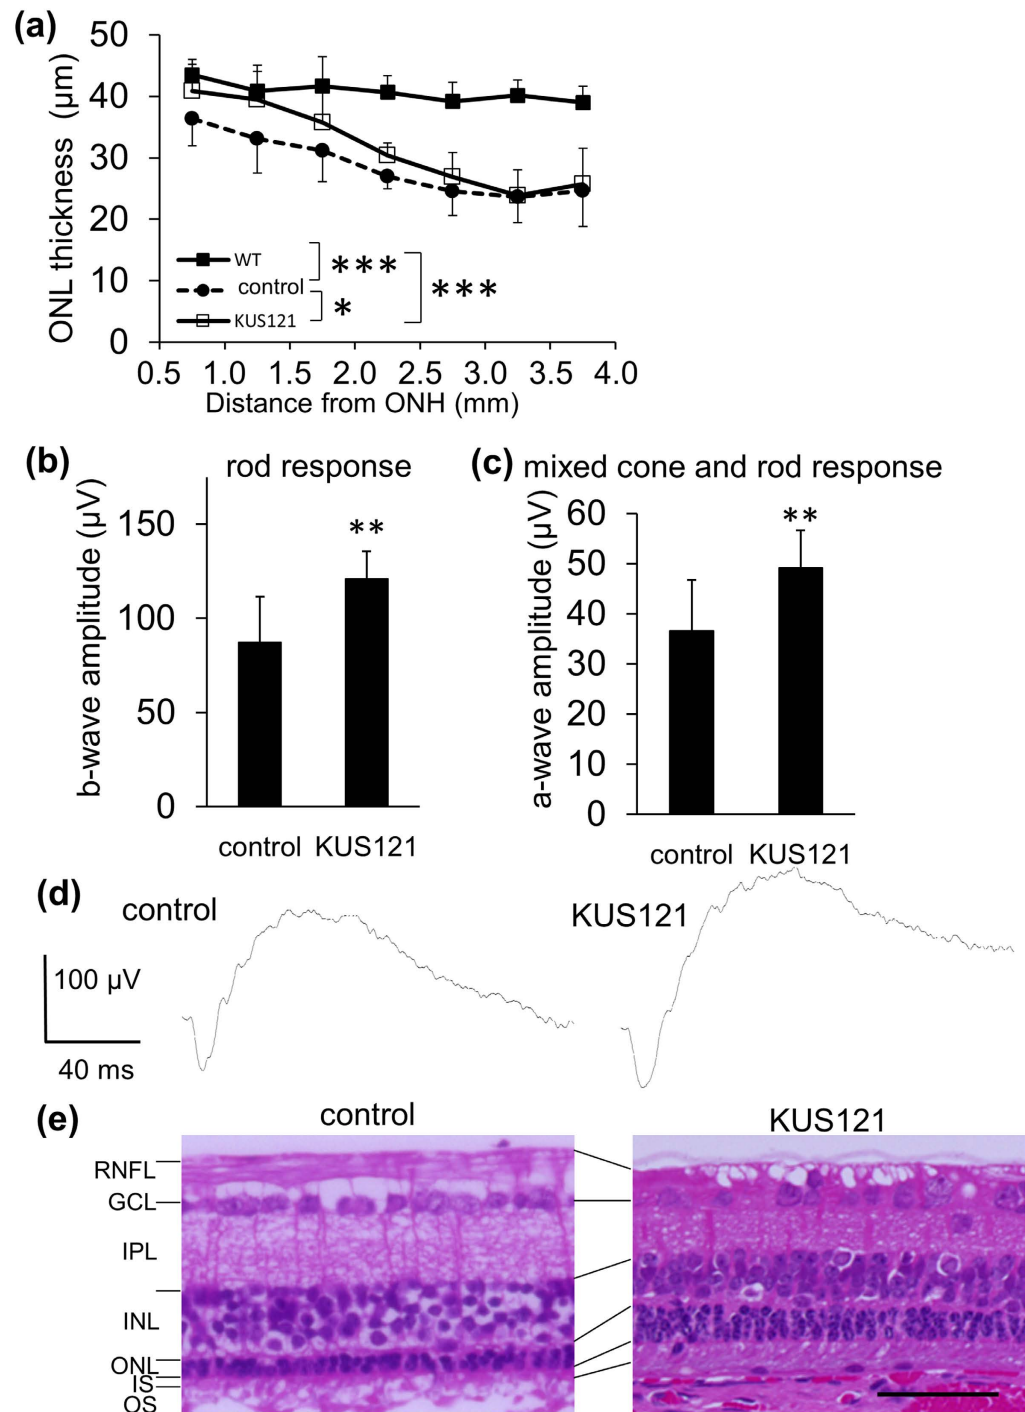 (a)
50
40
30
20
10
0
ONL thickness (µm)
WT
control
KUS121
***
*
***
0.5 1.0 1.5 2.0 2.5 3.0 3.5 4.0
Distance from ONH (mm)
(b) rod response
b-wave amplitude (µV)
150
100
50
0
**
control KUS121
(c) mixed cone and rod response
a-wave amplitude (µV)
60
50
40
30
20
10
0
**
control KUS121
(d)
control
KUS121
100 µV
40 ms
(e)
control
KUS121
RNFL
GCL
IPL
INL
ONL
IS
OS